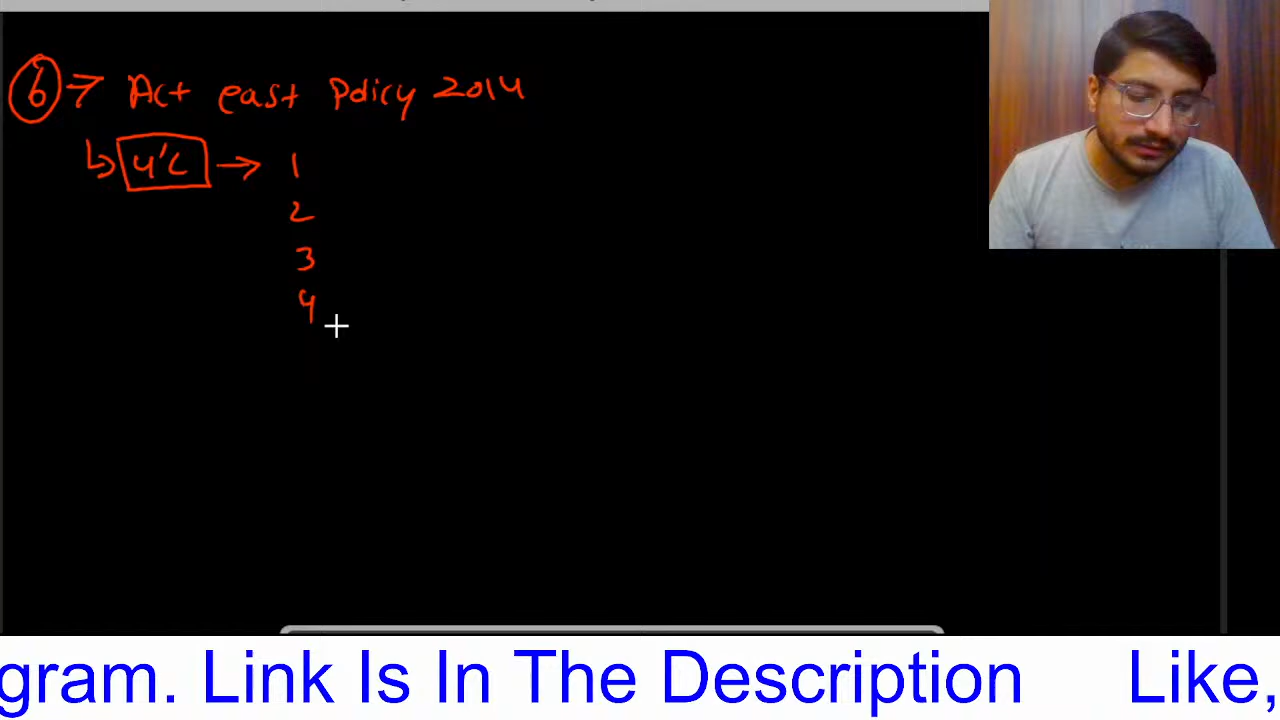 6 → Act east Policy 2014
↳ 4'C → 1
2
3
4
gram. Link Is In The Description Like,